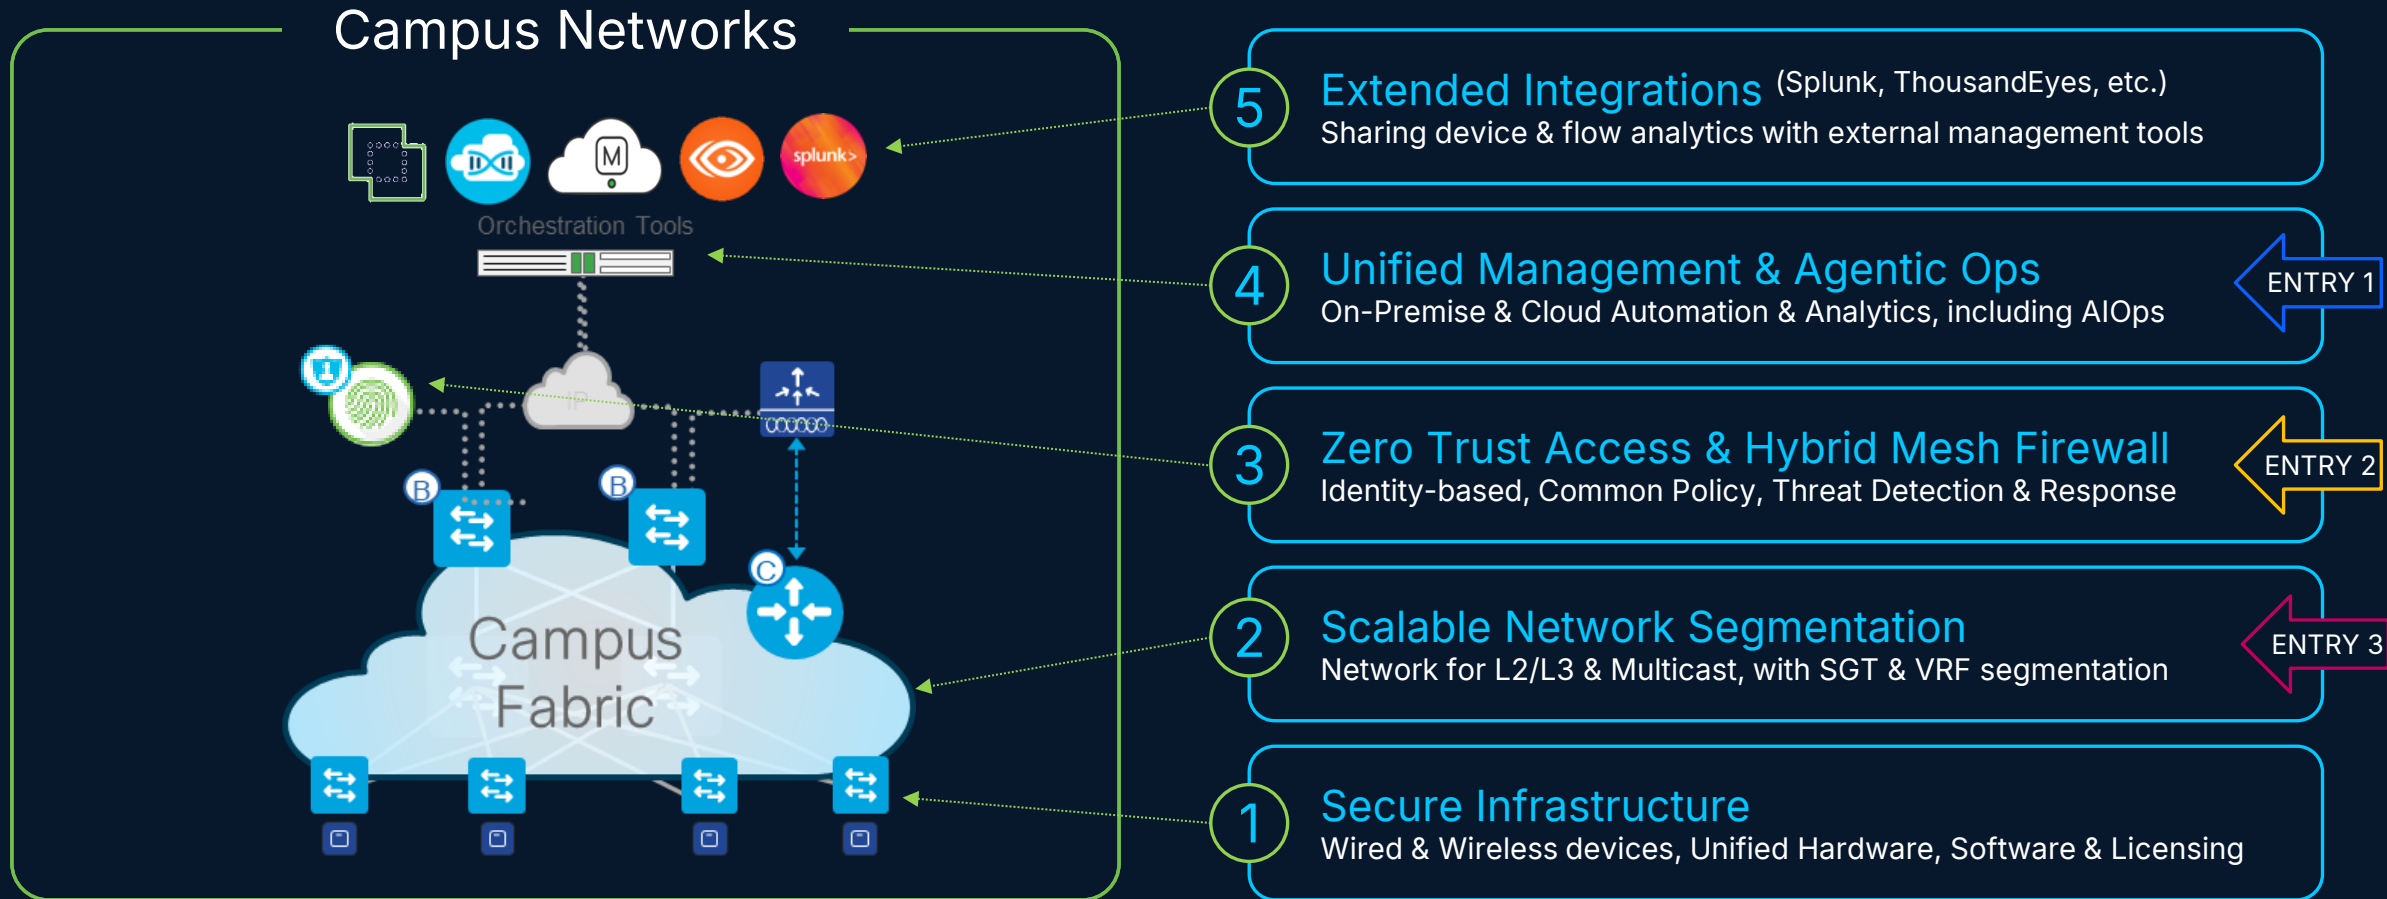 Campus Networks
M
splunk>
Orchestration Tools
1
IP
B
B
C
Campus
Fabric
5
Extended Integrations (Splunk, ThousandEyes, etc.)
Sharing device & flow analytics with external management tools
4
Unified Management & Agentic Ops
On-Premise & Cloud Automation & Analytics, including AIOps
ENTRY 1
3
Zero Trust Access & Hybrid Mesh Firewall
Identity-based, Common Policy, Threat Detection & Response
ENTRY 2
2
Scalable Network Segmentation
Network for L2/L3 & Multicast, with SGT & VRF segmentation
ENTRY 3
1
Secure Infrastructure
Wired & Wireless devices, Unified Hardware, Software & Licensing